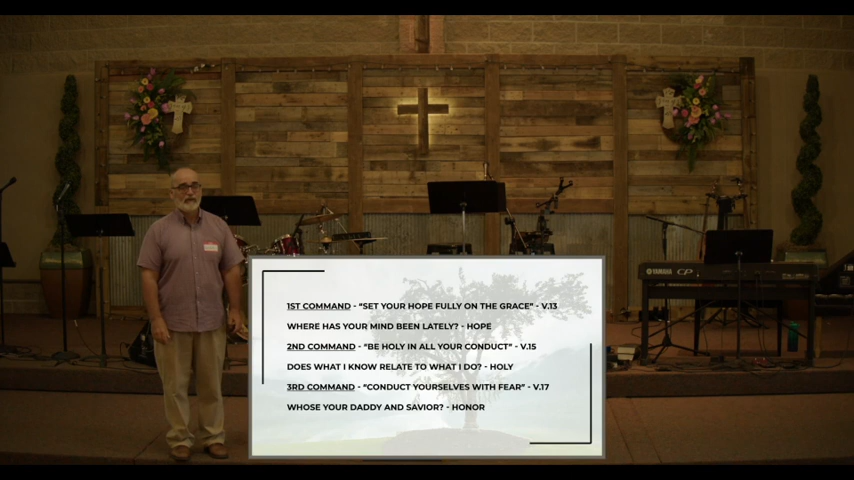 1ST COMMAND - "SET YOUR HOPE FULLY ON THE GRACE" - V.13
WHERE HAS YOUR MIND BEEN LATELY? - HOPE
2ND COMMAND - "BE HOLY IN ALL YOUR CONDUCT" - V.15
DOES WHAT I KNOW RELATE TO WHAT I DO? - HOLY
3RD COMMAND - "CONDUCT YOURSELVES WITH FEAR" - V.17
WHOSE YOUR DADDY AND SAVIOR? - HONOR
YAMAHA CP